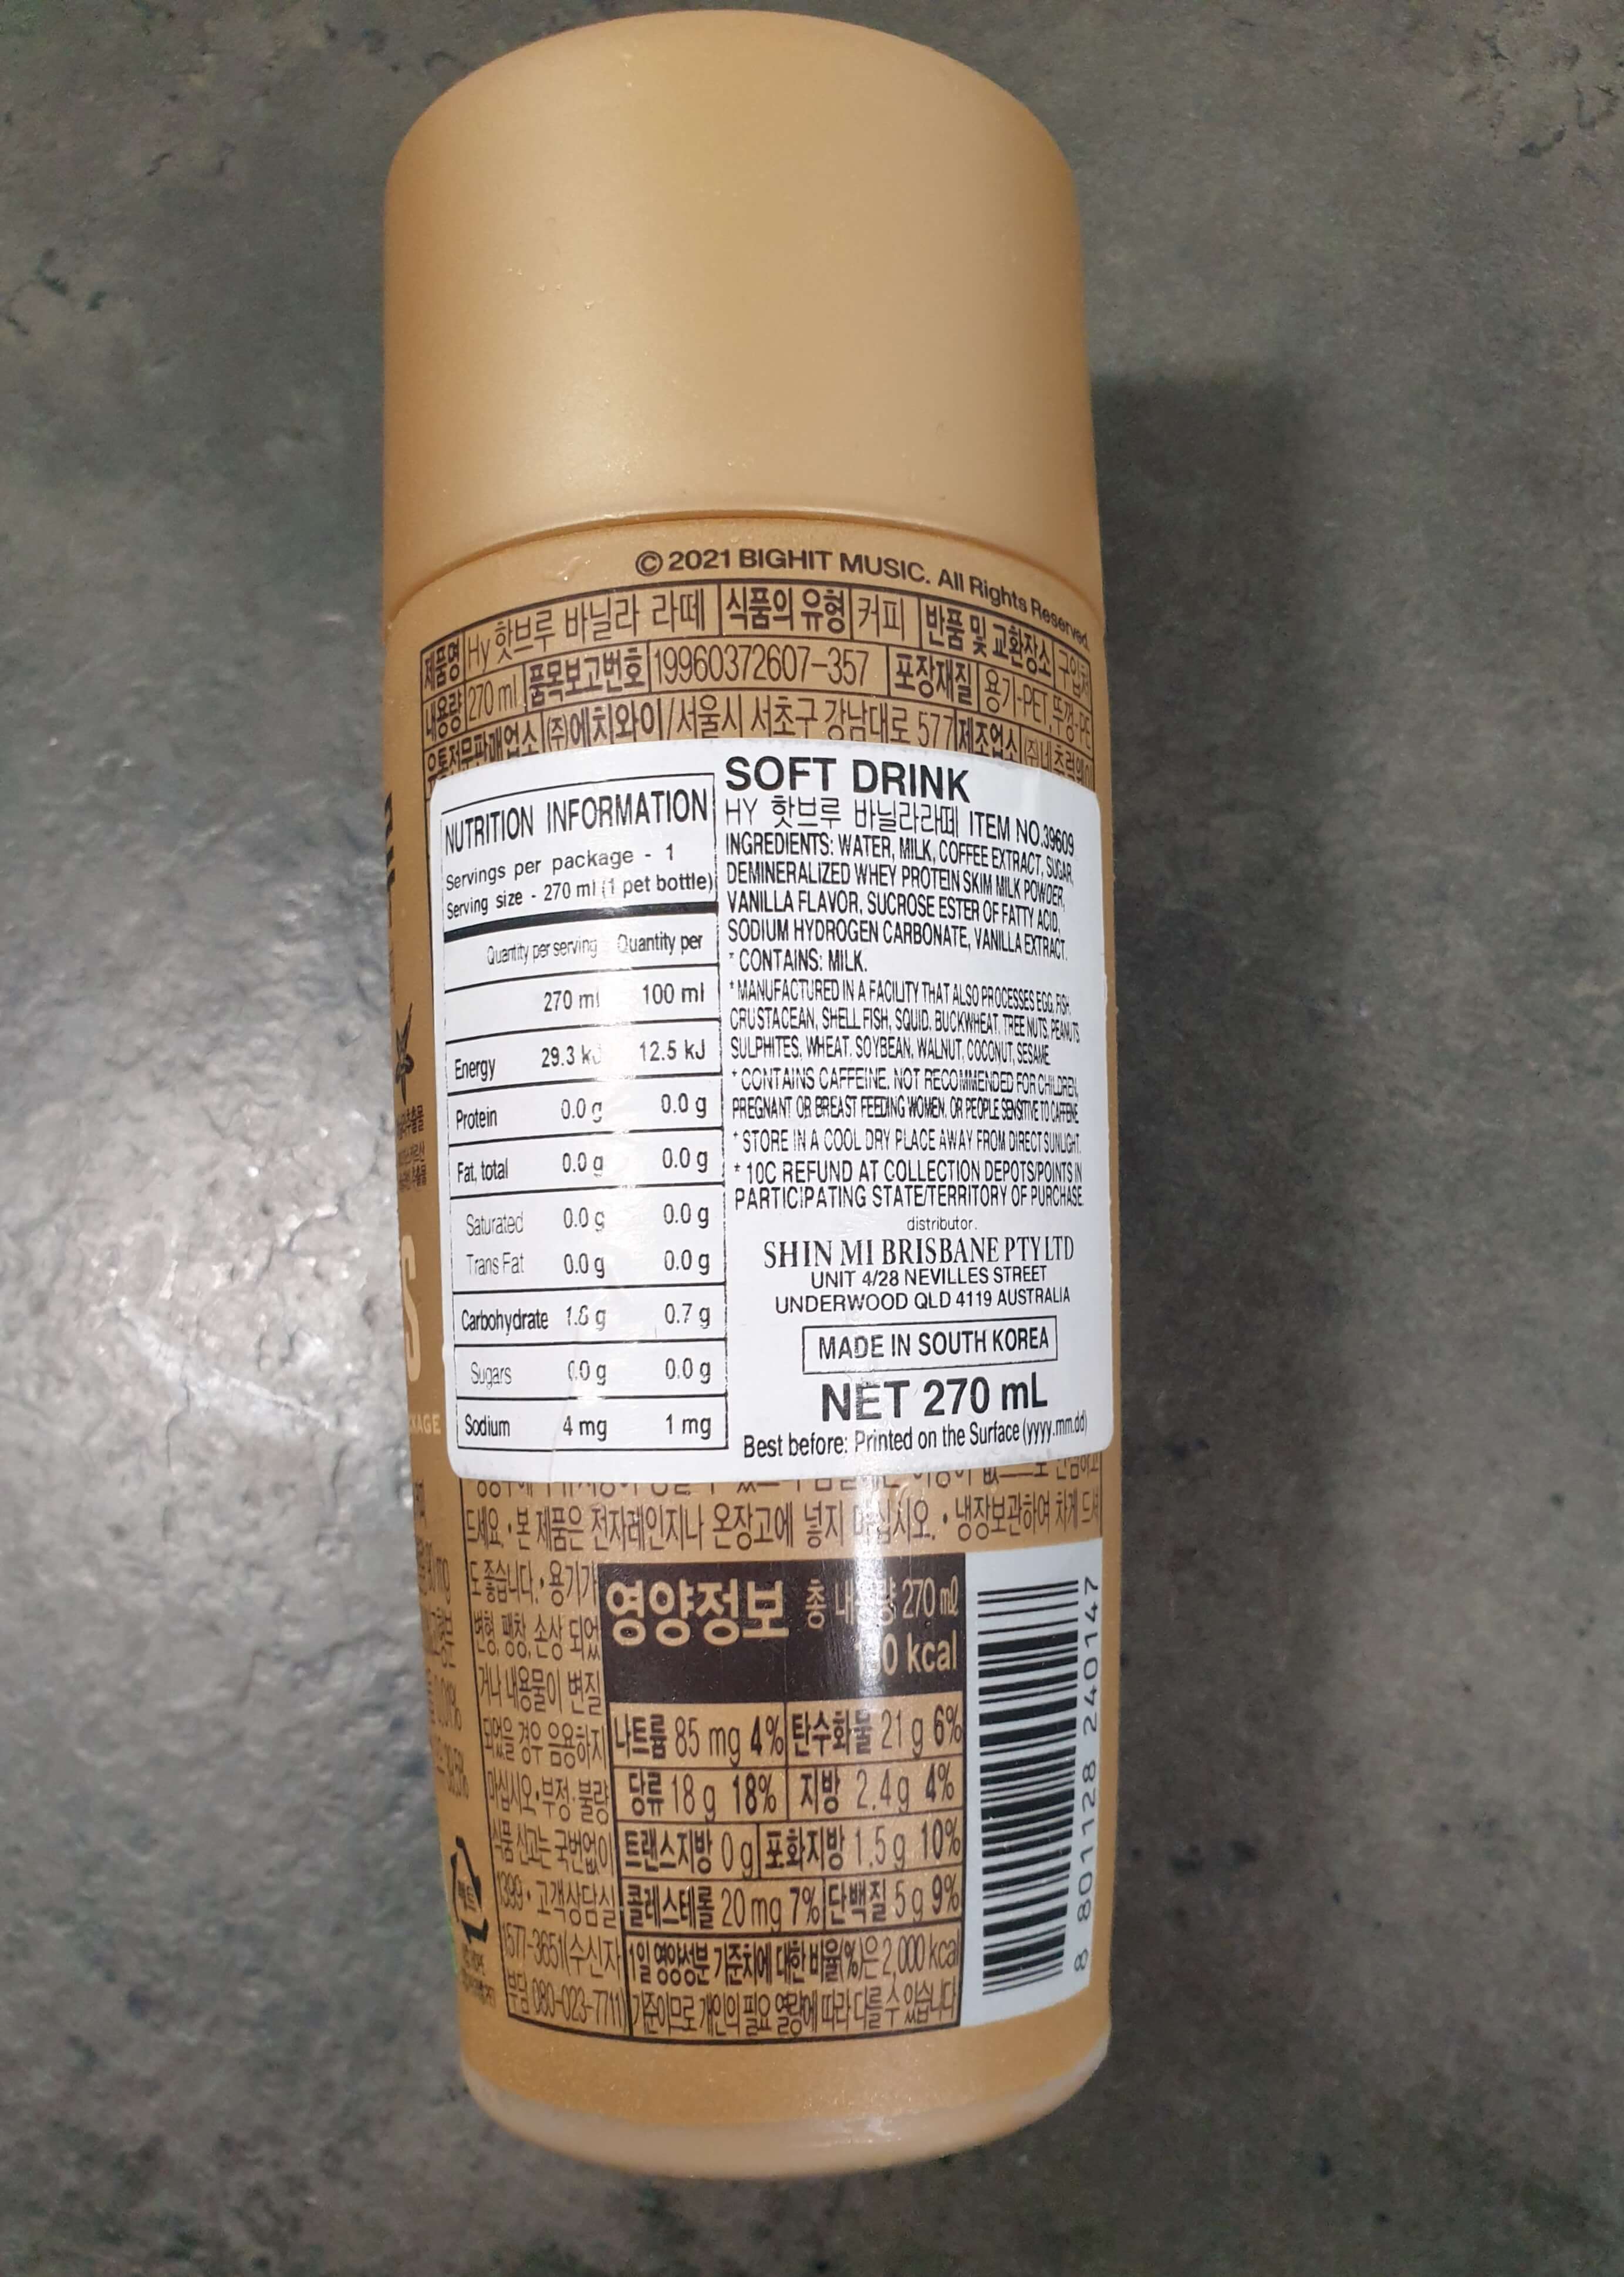 © 2021 BIGHIT MUSIC. All Rights Reserved.
제품명 Hy 핫브루 바닐라 라떼 식품의 유형 커피 반품 및 교환장소 구입처
내용량 270 ml 품목보고번호 19960372607-357 포장재질 용기-PET, 뚜껑-PE
유통전문판매업소 (주)에치와이/서울시 서초구 강남대로 577 제조업소
NUTRITION INFORMATION
Servings per package - 1
Serving size - 270 ml (1 pet bottle)
Quantity per serving Quantity per
270 ml 100 ml
Energy 29.3 kJ 12.5 kJ
Protein 0.0 g 0.0 g
Fat, total 0.0 g 0.0 g
Saturated 0.0 g 0.0 g
Trans Fat 0.0 g 0.0 g
Carbohydrate 1.8 g 0.7 g
Sugars 0.0 g 0.0 g
Sodium 4 mg 1 mg
SOFT DRINK
HY 핫브루 바닐라라떼 ITEM NO.39609
INGREDIENTS: WATER, MILK, COFFEE EXTRACT, SUGAR,
DEMINERALIZED WHEY PROTEIN SKIM MILK POWDER,
VANILLA FLAVOR, SUCROSE ESTER OF FATTY ACID,
SODIUM HYDROGEN CARBONATE, VANILLA EXTRACT.
* CONTAINS: MILK.
* MANUFACTURED IN A FACILITY THAT ALSO PROCESSES EGG, FISH,
CRUSTACEAN, SHELL FISH, SQUID, BUCKWHEAT, TREE NUTS, PEANUTS
SULPHITES, WHEAT, SOYBEAN, WALNUT, COCONUT, SESAME
* CONTAINS CAFFEINE. NOT RECOMMENDED FOR CHILDREN,
PREGNANT OR BREAST FEEDING WOMEN, OR PEOPLE SENSITIVE TO CAFFEINE
* STORE IN A COOL DRY PLACE AWAY FROM DIRECT SUNLIGHT.
* 10C REFUND AT COLLECTION DEPOTS/POINTS IN
PARTICIPATING STATE/TERRITORY OF PURCHASE
distributor.
SHIN MI BRISBANE PTY LTD
UNIT 4/28 NEVILLES STREET
UNDERWOOD QLD 4119 AUSTRALIA
MADE IN SOUTH KOREA
NET 270 mL
Best before: Printed on the Surface (yyyy.mm.dd)
드세요. • 본 제품은 전자레인지나 온장고에 넣지 마십시오. • 냉장보관하여 차게 드셔
도 좋습니다. • 용기가
변형, 팽창, 손상 되었
거나 내용물이 변질
되었을 경우 음용하지
마십시오 • 부정·불량
식품 신고는 국번없이
1399 • 고객상담실
1577-3651(수신자
부담 080-023-7711)
영양정보 총 내용량 270 ml
kcal
나트륨 85 mg 4% 탄수화물 21 g 6%
당류 18 g 18% 지방 2.4 g 4%
트랜스지방 0 g 포화지방 1.5 g 10%
콜레스테롤 20 mg 7% 단백질 5 g 9%
1일 영양성분 기준치에 대한 비율(%)은 2,000 kcal
기준이므로 개인의 필요 열량에 따라 다를 수 있습니다
8 801128 240147